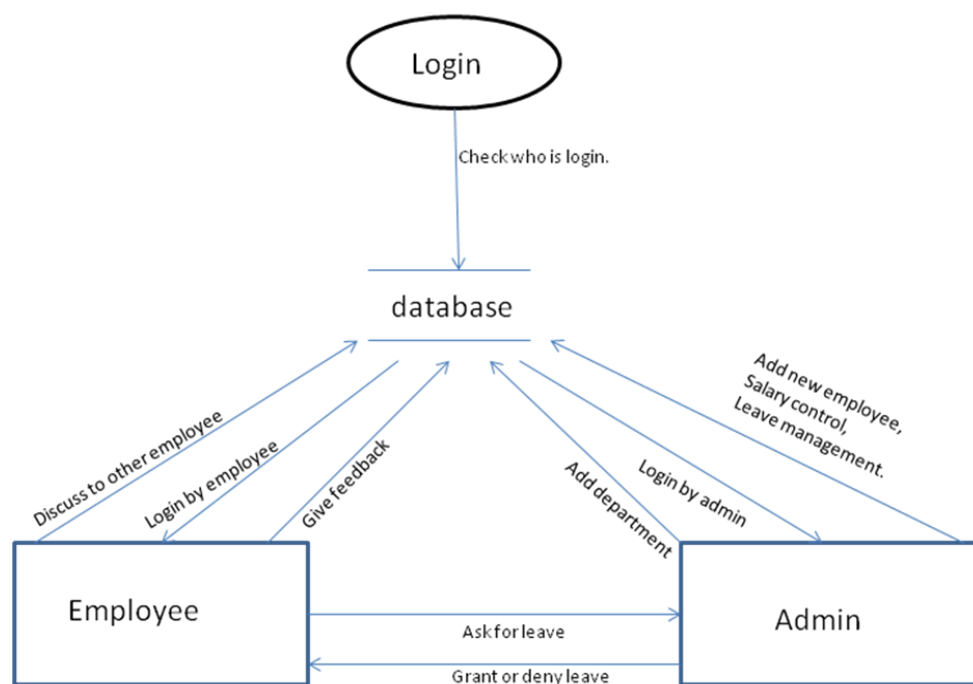 Login
Check who is login.
database
Discuss to other employee
Login by employee
Give feedback
Add department
Login by admin
Add new employee,
Salary control,
Leave management.
Employee
Admin
Ask for leave
Grant or deny leave